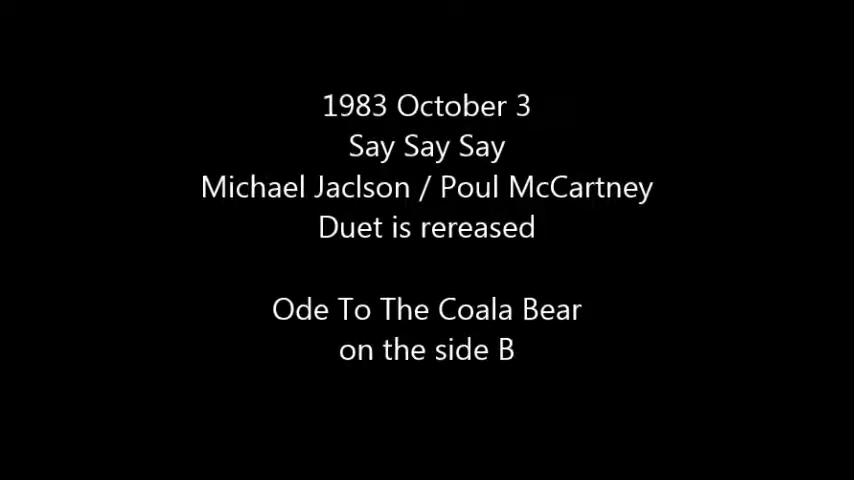 1983 October 3
Say Say Say
Michael Jaclson / Poul McCartney
Duet is rereased
Ode To The Coala Bear
on the side B